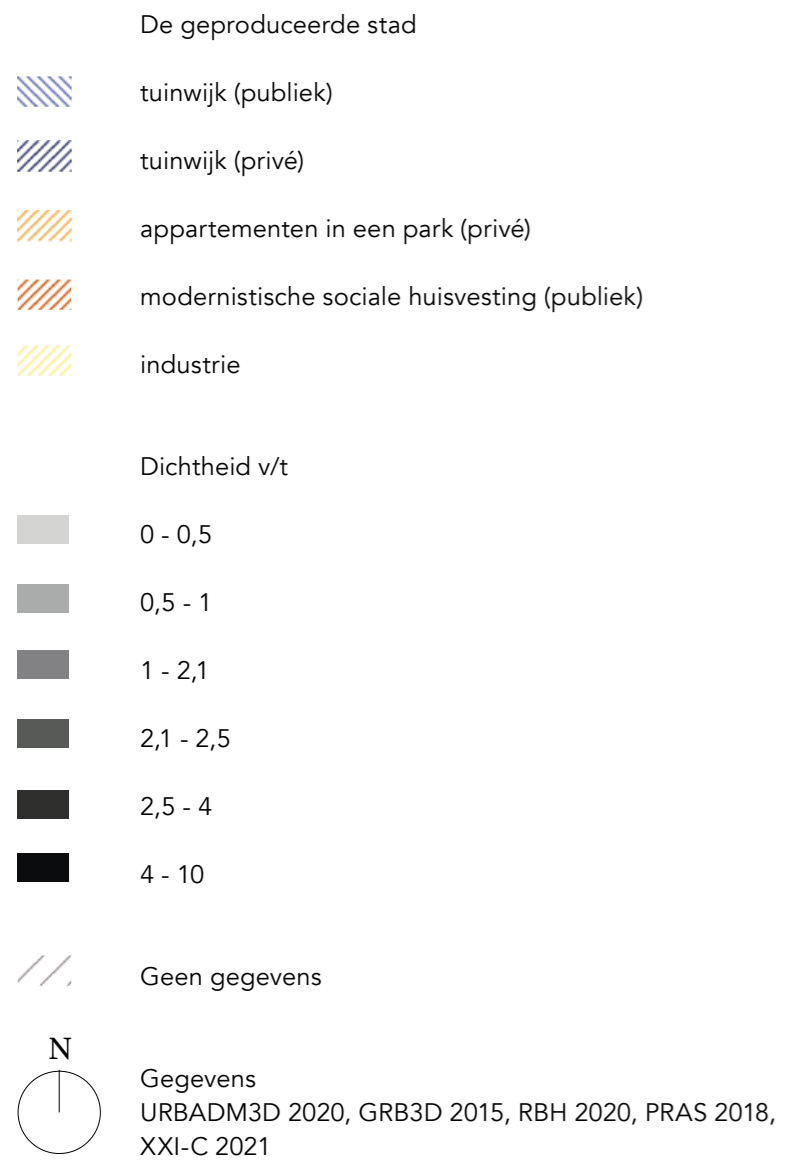 De geproduceerde stad
tuinwijk (publiek)
tuinwijk (privé)
appartementen in een park (privé)
modernistische sociale huisvesting (publiek)
industrie
Dichtheid v/t
0 - 0,5
0,5 - 1
1 - 2,1
2,1 - 2,5
2,5 - 4
4 - 10
Geen gegevens
N
Gegevens
URBADM3D 2020, GRB3D 2015, RBH 2020, PRAS 2018,
XXI-C 2021